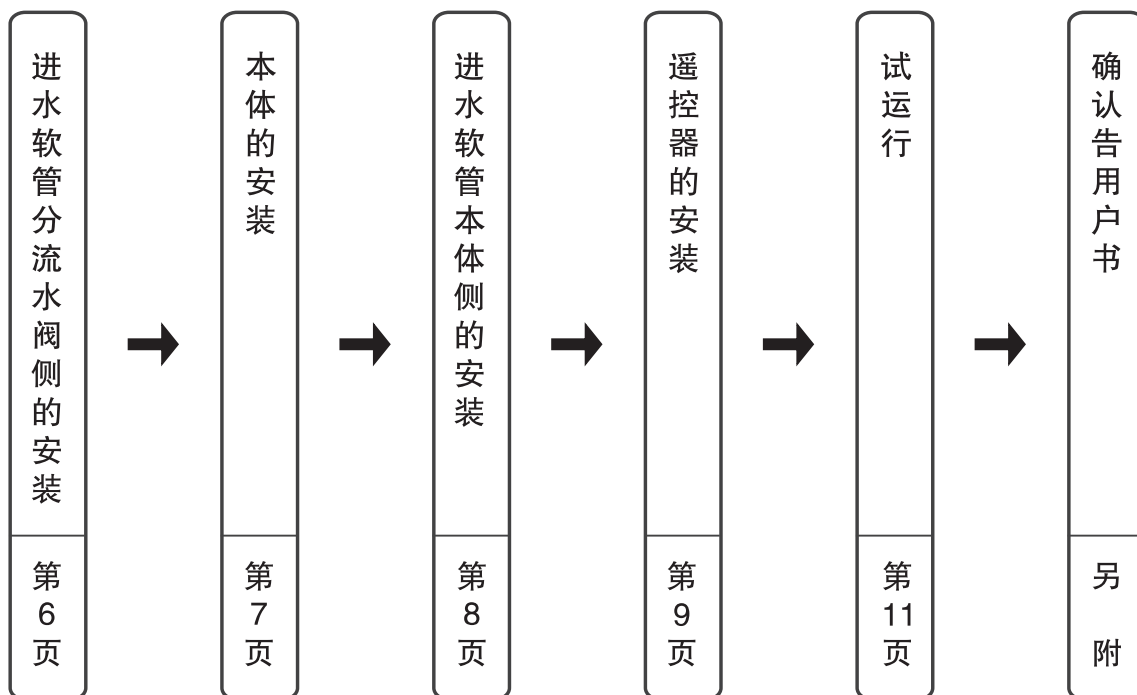 进水软管分流水阀侧的安装
第6页
本体的安装
第7页
进水软管本体侧的安装
第8页
遥控器的安装
第9页
试运行
第11页
确认告用户书
另附